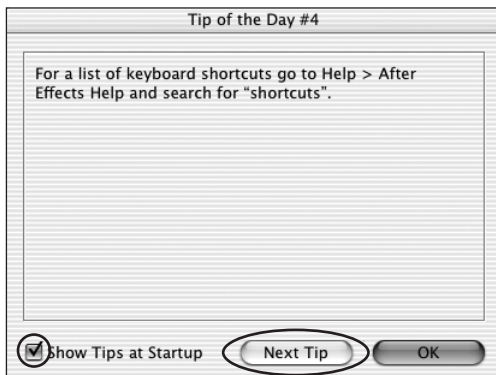 Tip of the Day #4
For a list of keyboard shortcuts go to Help > After
Effects Help and search for “shortcuts”.
Show Tips at Startup
Next Tip
OK